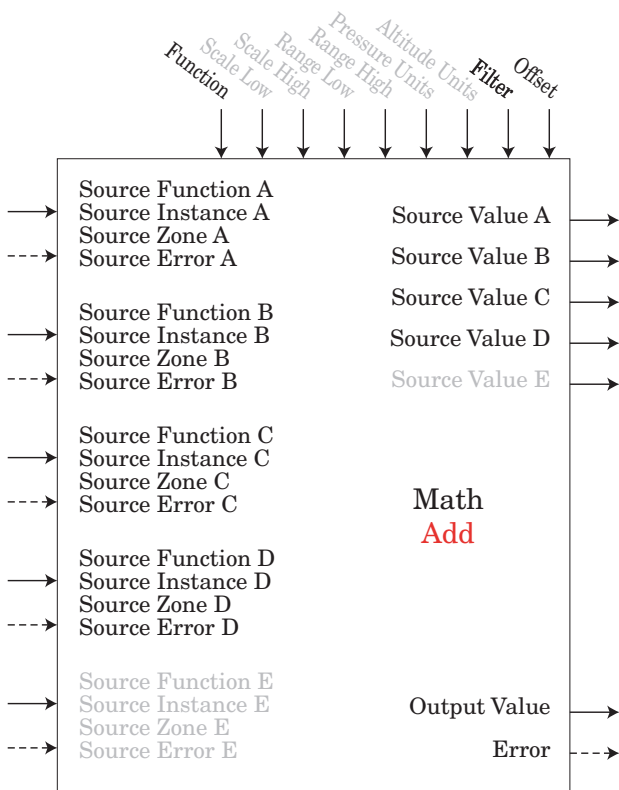 Function
Scale Low
Scale High
Range Low
Range High
Pressure Units
Altitude Units
Filter
Offset
Source Function A
Source Instance A
Source Zone A
Source Error A
Source Function B
Source Instance B
Source Zone B
Source Error B
Source Function C
Source Instance C
Source Zone C
Source Error C
Source Function D
Source Instance D
Source Zone D
Source Error D
Source Function E
Source Instance E
Source Zone E
Source Error E
Source Value A
Source Value B
Source Value C
Source Value D
Source Value E
Math
Add
Output Value
Error